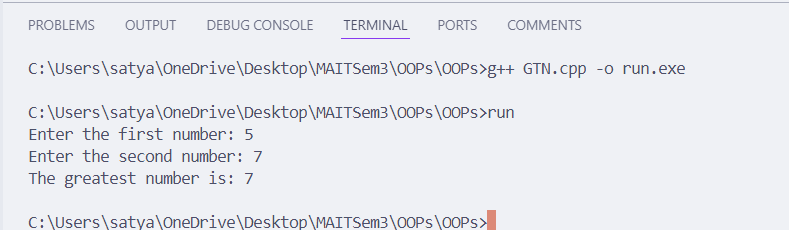 PROBLEMS OUTPUT DEBUG CONSOLE TERMINAL PORTS COMMENTS
C:\Users\satya\OneDrive\Desktop\MAITSem3\OOPs\OOPs>g++ GTN.cpp -o run.exe
C:\Users\satya\OneDrive\Desktop\MAITSem3\OOPs\OOPs>run
Enter the first number: 5
Enter the second number: 7
The greatest number is: 7
C:\Users\satya\OneDrive\Desktop\MAITSem3\OOPs\OOPs>